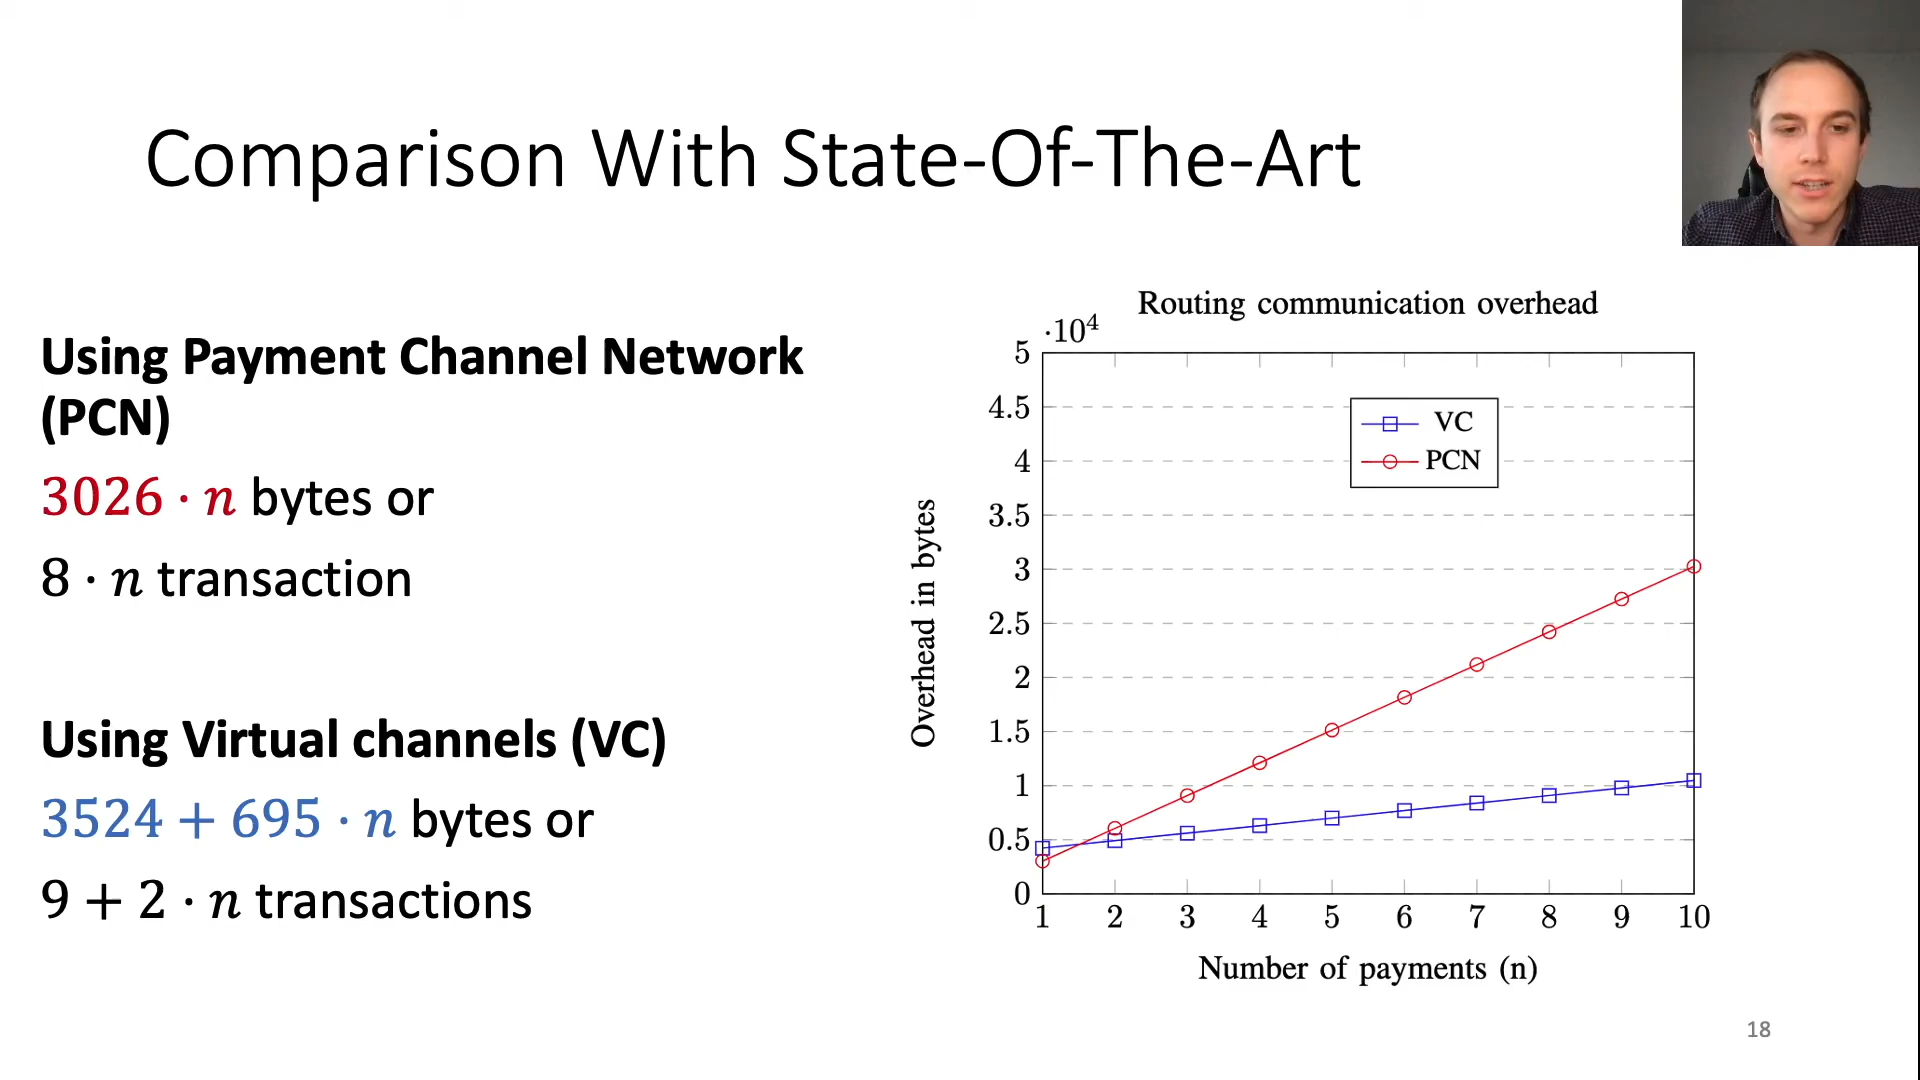 Comparison With State-Of-The-Art
Using Payment Channel Network
(PCN)
3026 · n bytes or
8 · n transaction
Using Virtual channels (VC)
3524 + 695 · n bytes or
9 + 2 · n transactions
Routing communication overhead
·10⁴
5
4.5
4
3.5
3
2.5
2
1.5
1
0.5
0
Overhead in bytes
VC
PCN
1 2 3 4 5 6 7 8 9 10
Number of payments (n)
18